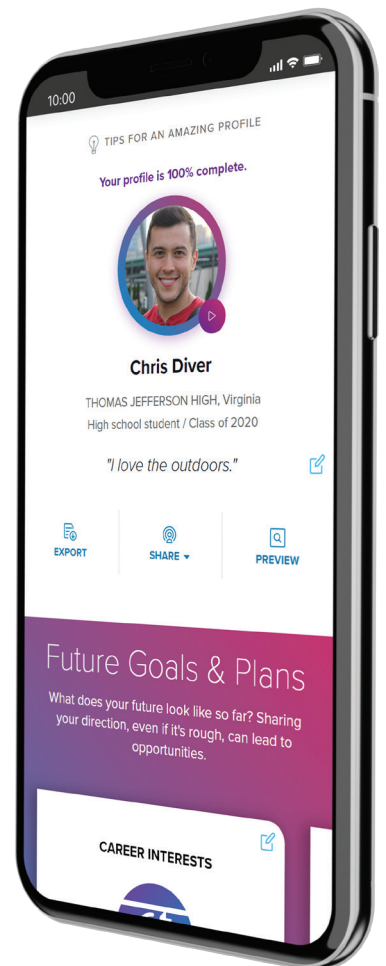 10:00
TIPS FOR AN AMAZING PROFILE
Your profile is 100% complete.
Chris Diver
THOMAS JEFFERSON HIGH, Virginia
High school student / Class of 2020
"I love the outdoors."
EXPORT
SHARE
PREVIEW
Future Goals & Plans
What does your future look like so far? Sharing
your direction, even if it's rough, can lead to
opportunities.
CAREER INTERESTS